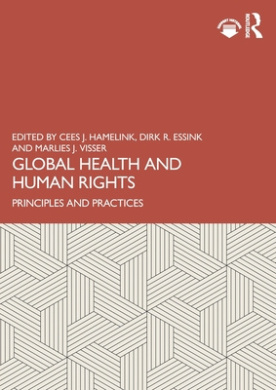 EDITED BY CEES J. HAMELINK, DIRK R. ESSINK
AND MARLIES J. VISSER
GLOBAL HEALTH AND
HUMAN RIGHTS
PRINCIPLES AND PRACTICES